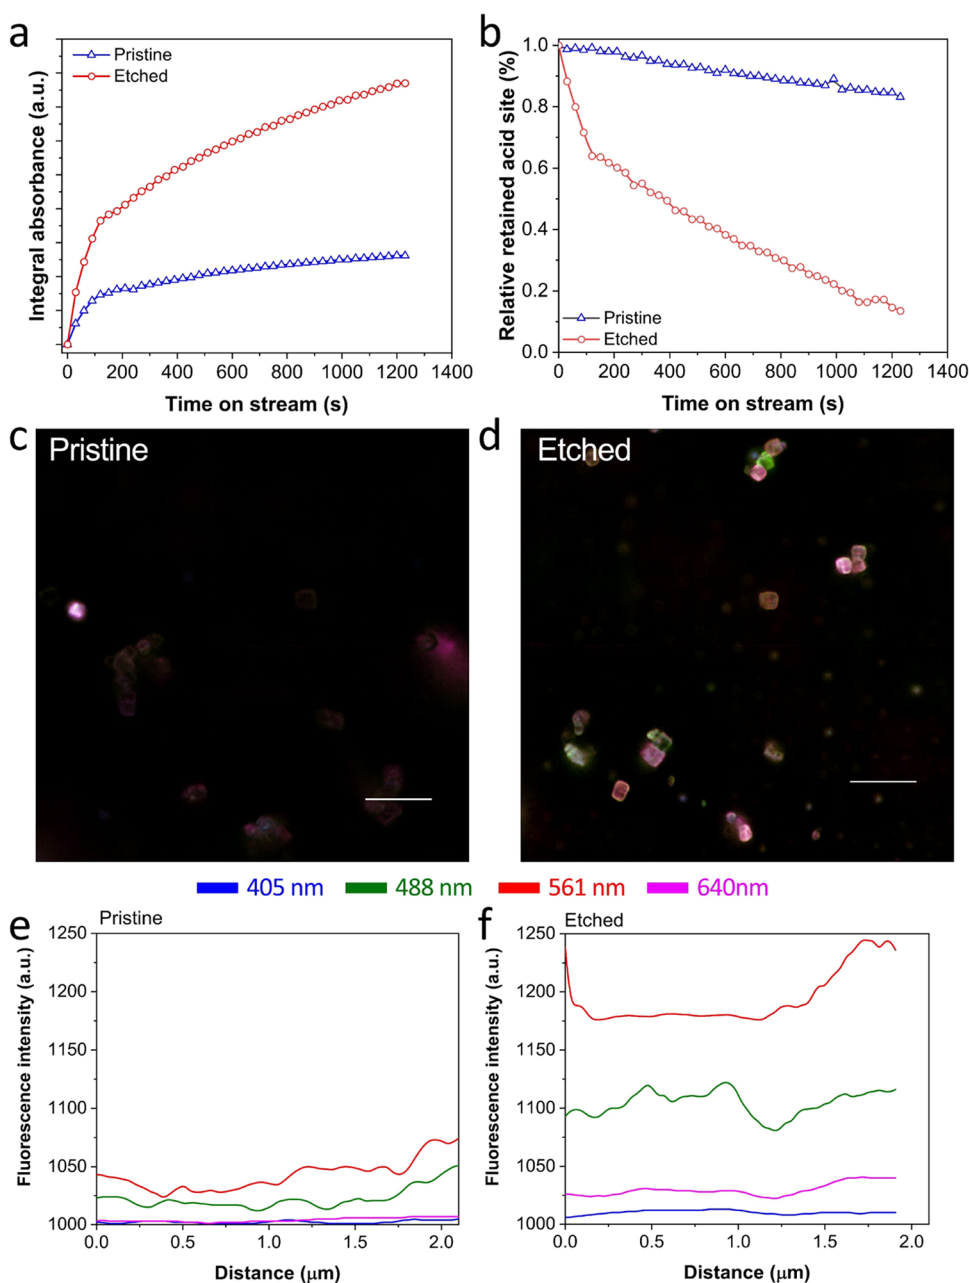 a
Integral absorbance (a.u.)
Pristine
Etched
0 200 400 600 800 1000 1200 1400
Time on stream (s)
b
Relative retained acid site (%)
1.0
0.8
0.6
0.4
0.2
0.0
Pristine
Etched
0 200 400 600 800 1000 1200 1400
Time on stream (s)
c
Pristine
d
Etched
405 nm 488 nm 561 nm 640nm
e
Pristine
Fluorescence intensity (a.u.)
1250
1200
1150
1100
1050
1000
0.0 0.5 1.0 1.5 2.0
Distance (μm)
f
Etched
Fluorescence intensity (a.u.)
1250
1200
1150
1100
1050
1000
0.0 0.5 1.0 1.5 2.0
Distance (μm)